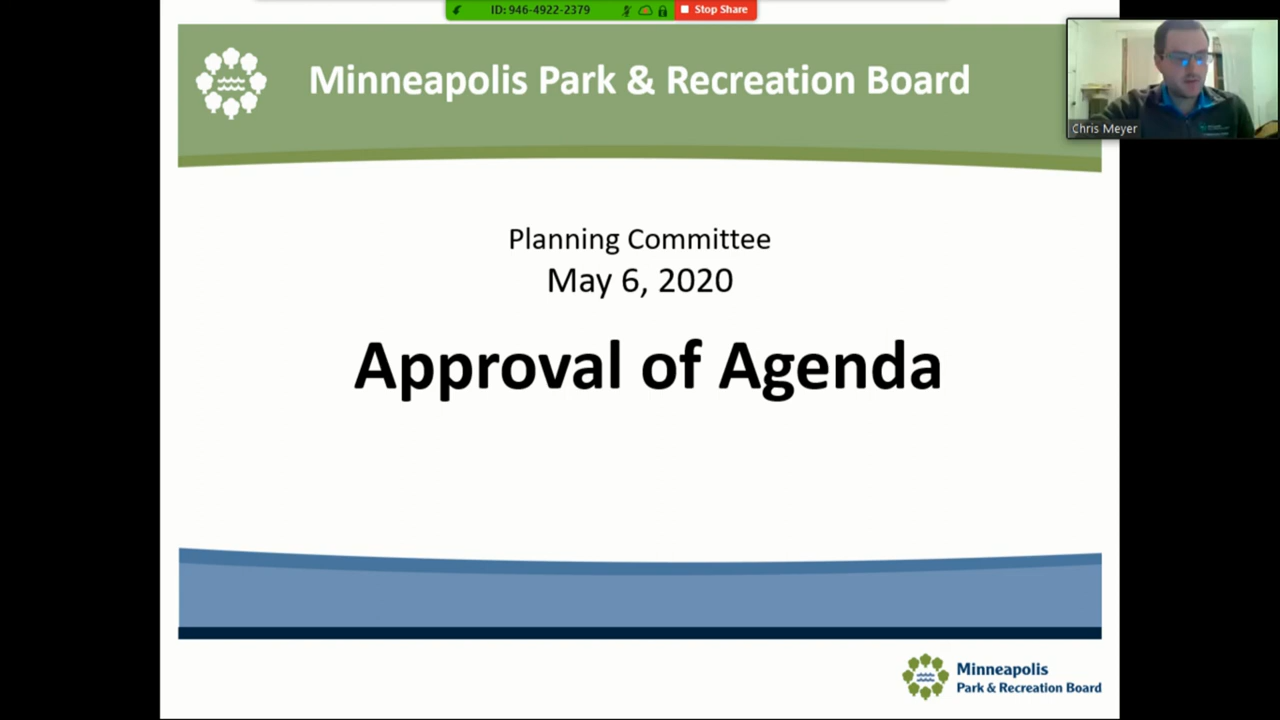 ID: 946-4922-2379
Stop Share
Minneapolis Park & Recreation Board
Chris Meyer
Planning Committee
May 6, 2020
Approval of Agenda
Minneapolis
Park & Recreation Board